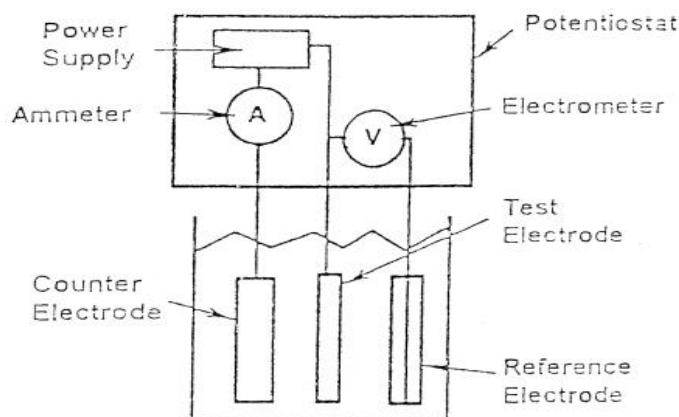 Power
Supply
Potentiostat
Ammeter
A
V
Electrometer
Test
Electrode
Counter
Electrode
Reference
Electrode